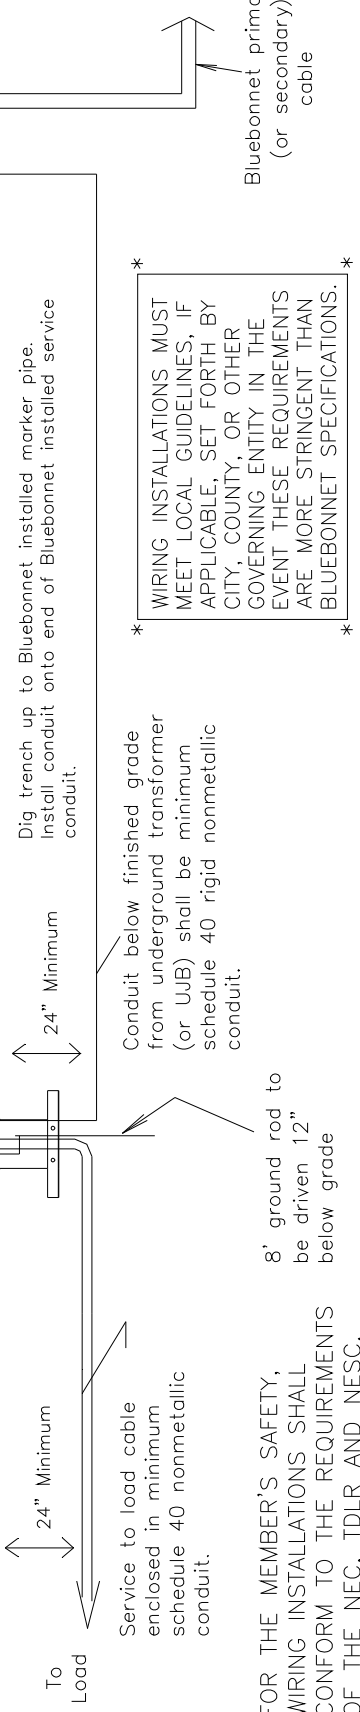 Bluebonnet
(or secondary)
cable
Dig trench up to Bluebonnet installed marker pipe.
Install conduit onto end of Bluebonnet installed service
conduit.
*
*
WIRING INSTALLATIONS MUST
MEET LOCAL GUIDELINES, IF
APPLICABLE, SET FORTH BY
CITY, COUNTY, OR OTHER
GOVERNING ENTITY IN THE
EVENT THESE REQUIREMENTS
ARE MORE STRINGENT THAN
BLUEBONNET SPECIFICATIONS.
*
*
24" Minimum
Conduit below finished grade
from underground transformer
(or UJB) shall be minimum
schedule 40 rigid nonmetallic
conduit.
8' ground rod to
be driven 12"
below grade
24" Minimum
To
Load
Service to load cable
enclosed in minimum
schedule 40 nonmetallic
conduit.
FOR THE MEMBER'S SAFETY,
WIRING INSTALLATIONS SHALL
CONFORM TO THE REQUIREMENTS
OF THE NEC, TDLR AND NESC.